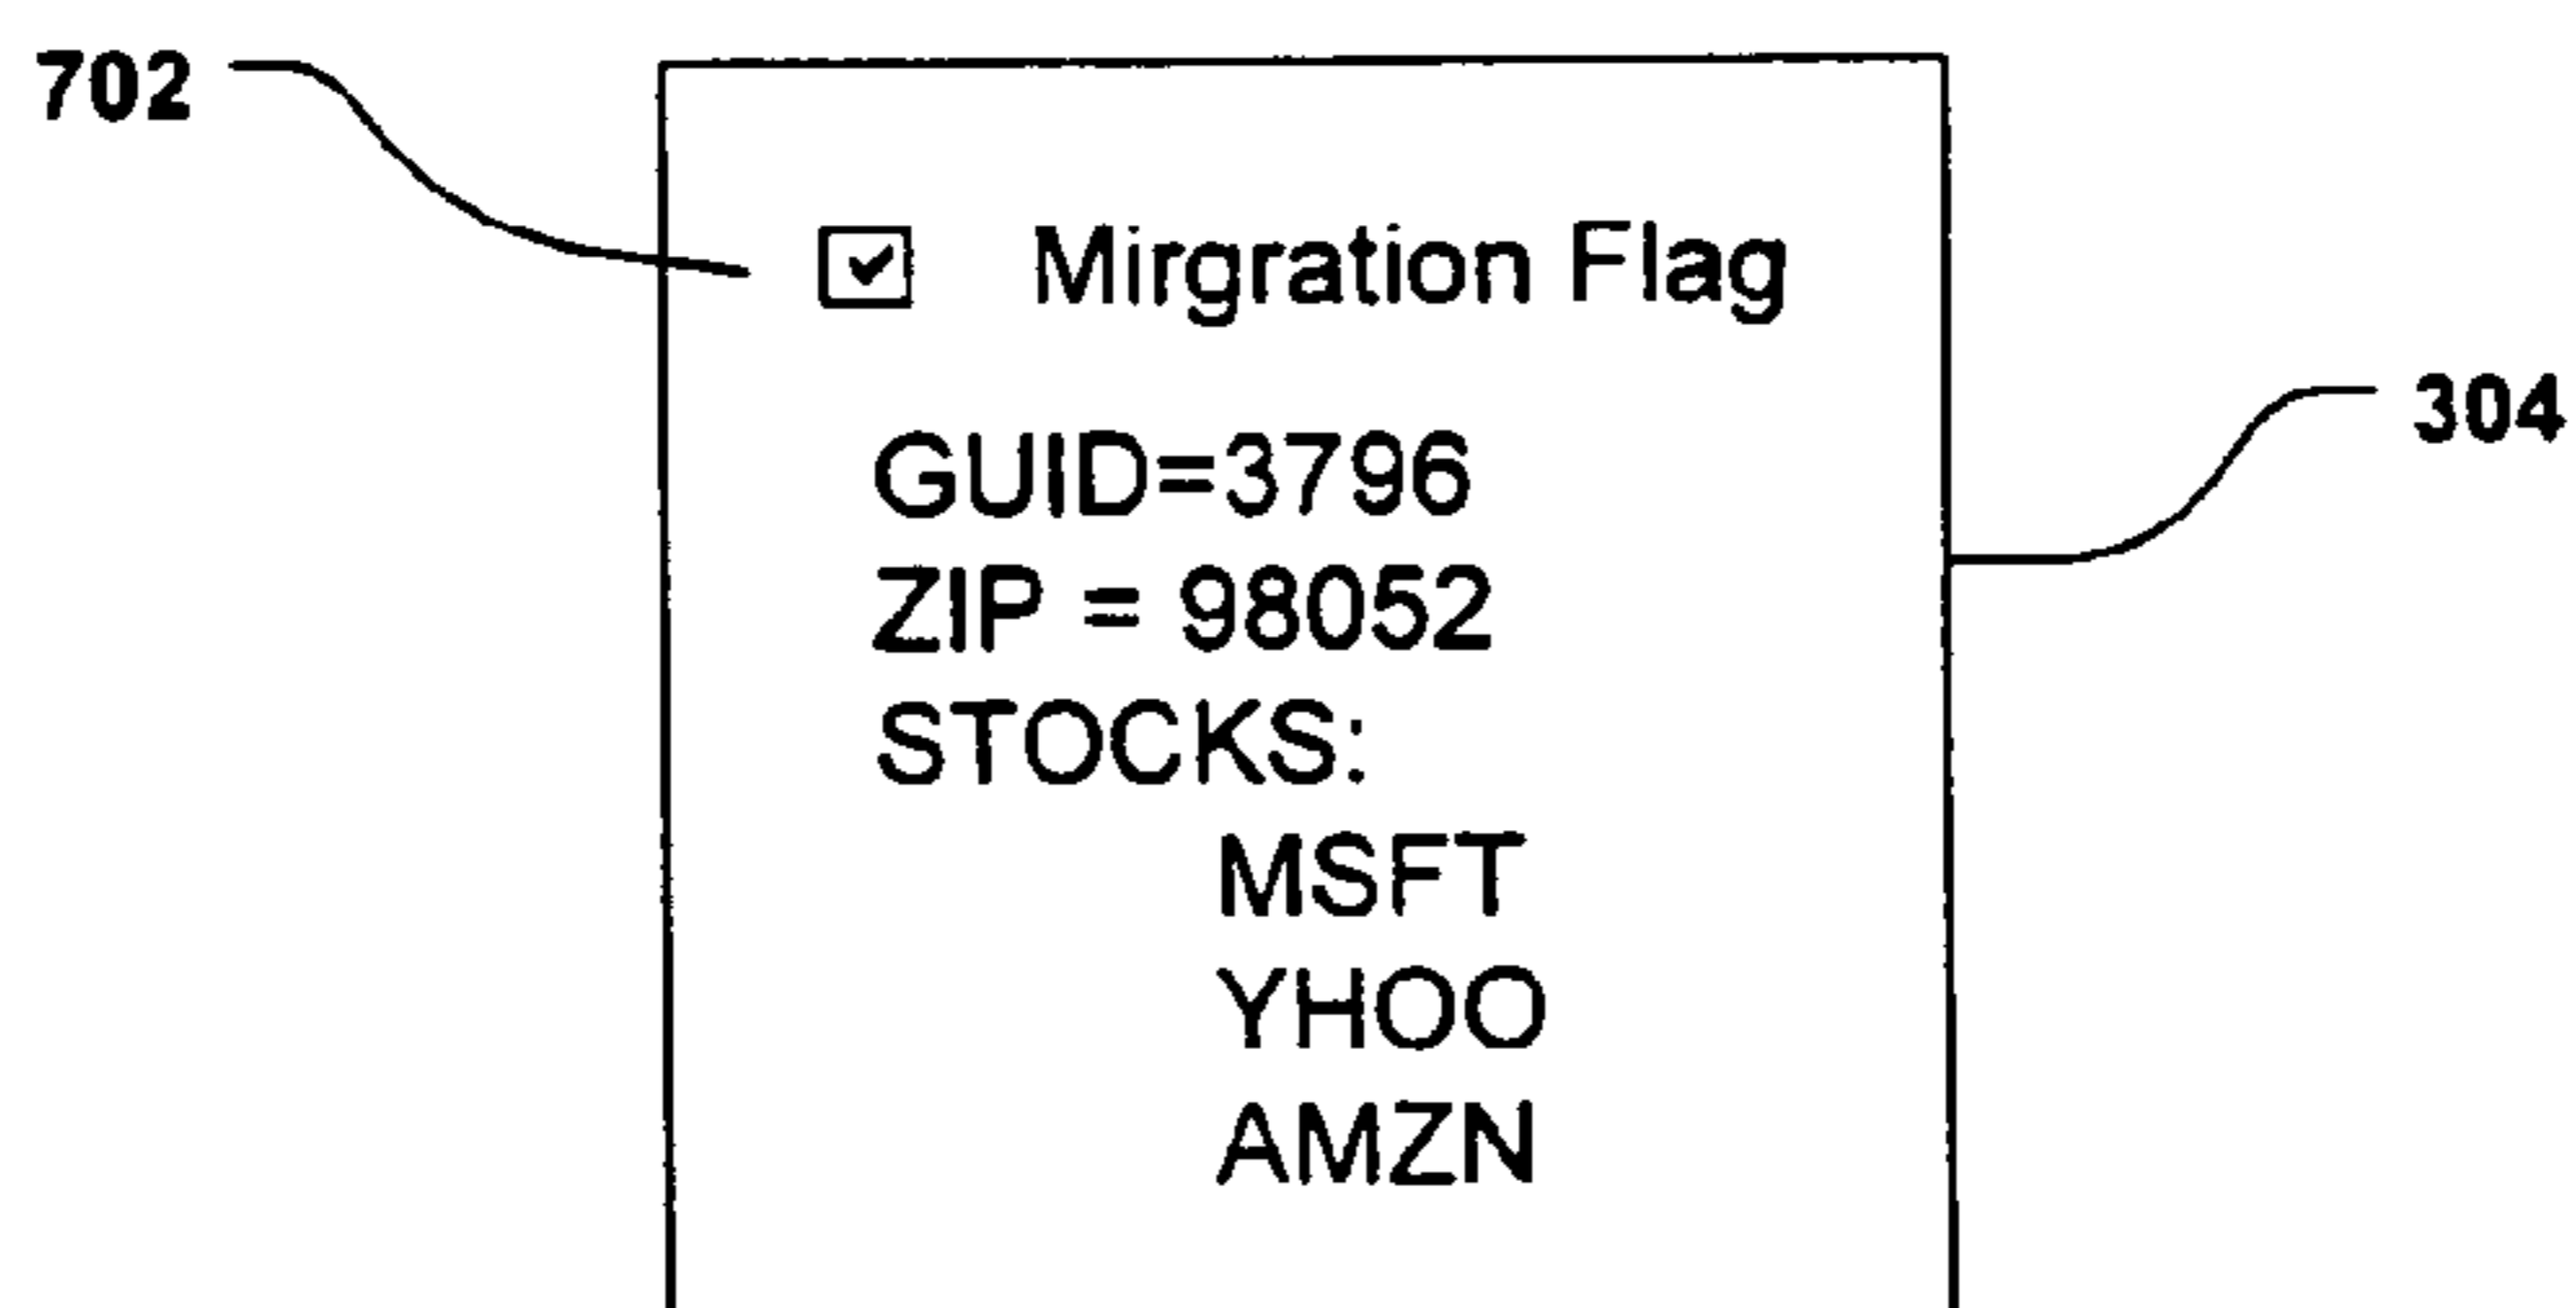 702
Mirgration Flag
304
GUID=3796
ZIP = 98052
STOCKS:
MSFT
YHOO
AMZN